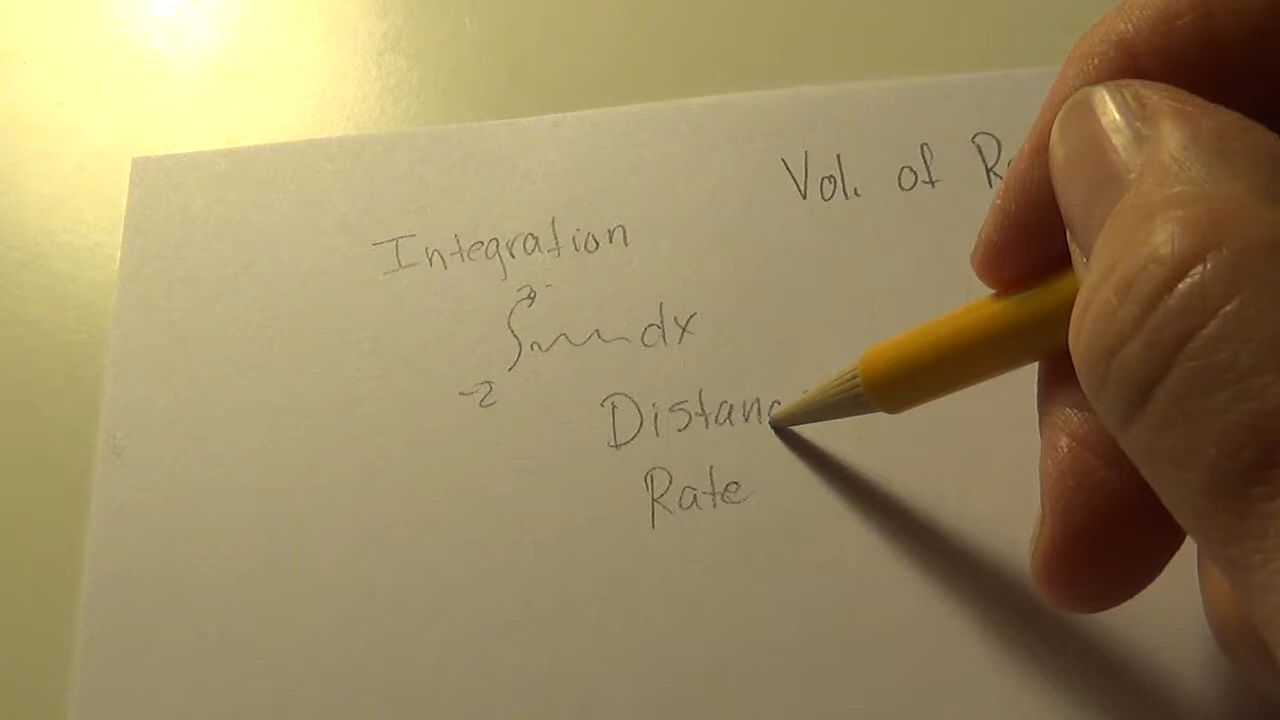 Vol. of
Integration
∫ dx
-2
Distanc
Rate